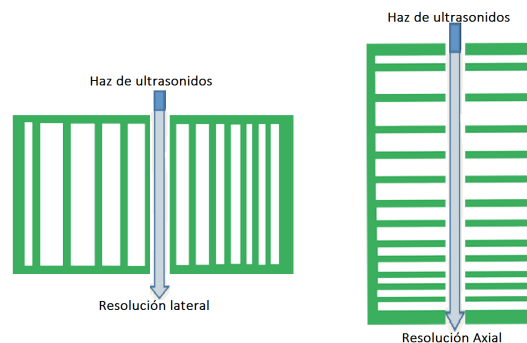 Haz de ultrasonidos
Resolución lateral
Haz de ultrasonidos
Resolución Axial